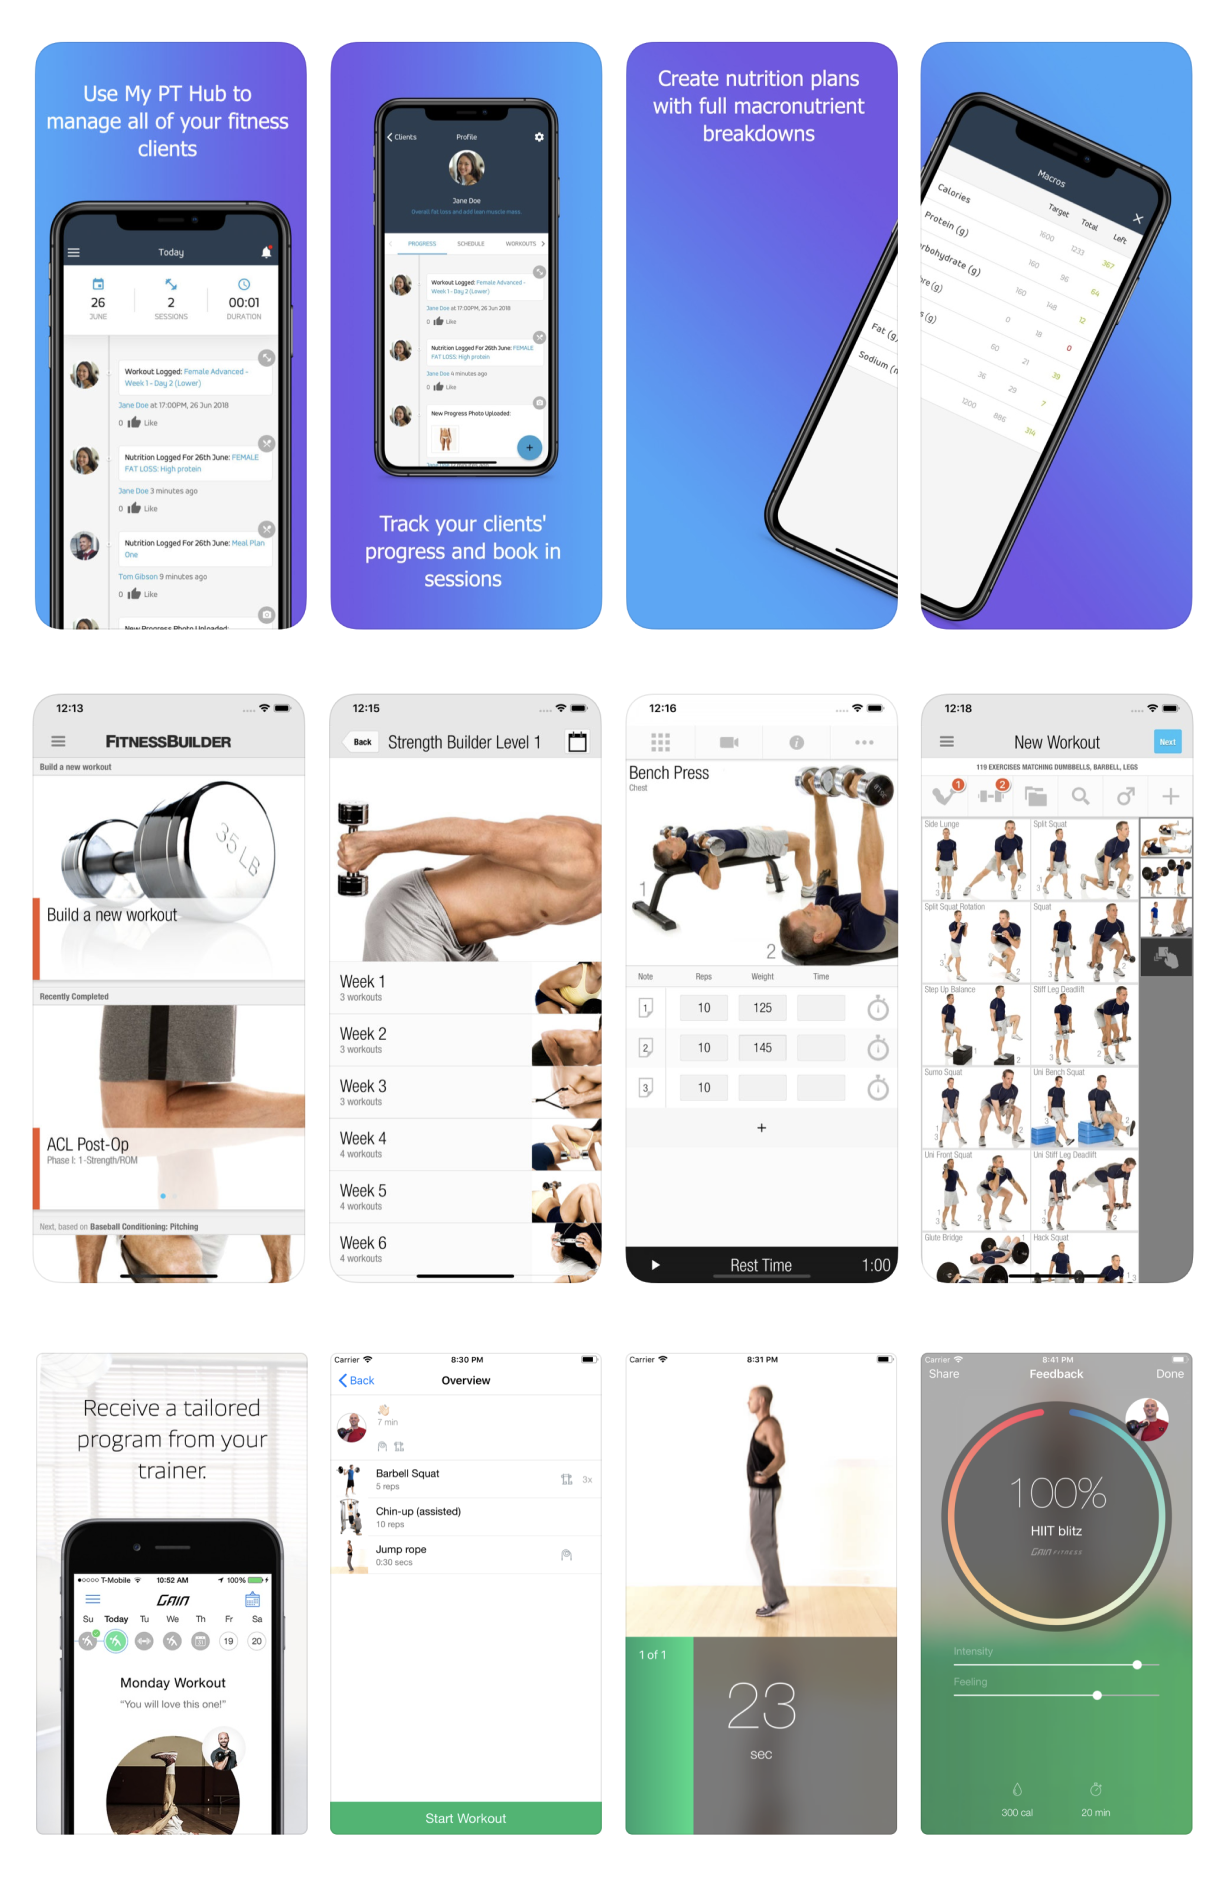 Use My PT Hub to
manage all of your fitness
clients
Today
26
JUNE
2
SESSIONS
00:01
DURATION
Workout Logged: Female Advanced -
Week 1 - Day 2 (Lower)
Jane Doe at 17:00PM, 26 Jun 2018
0 Like
Nutrition Logged For 26th June: FEMALE
FAT LOSS: High protein
Jane Doe 3 minutes ago
0 Like
Nutrition Logged For 26th June: Meal Plan
One
Tom Gibson 9 minutes ago
0 Like
New Progress Photo Uploaded:
Clients
Profile
Jane Doe
Overall fat loss and add lean muscle mass.
PROGRESS SCHEDULE WORKOUTS
Workout Logged: Female Advanced -
Week 1 - Day 2 (Lower)
Jane Doe at 17:00PM, 26 Jun 2018
0 Like
Nutrition Logged For 26th June: FEMALE
FAT LOSS: High protein
Jane Doe 4 minutes ago
0 Like
New Progress Photo Uploaded:
+
Track your clients'
progress and book in
sessions
Create nutrition plans
with full macronutrient
breakdowns
Fat (g)
Sodium (
Macros
Target Total Left
Calories 1600 1233 367
Protein (g) 160 96 64
rbohydrate (g) 160 148 12
re (g) 0 18 0
s (g) 60 21 39
36 29 7
1200 886 314
12:13
FITNESSBUILDER
Build a new workout
35 LB
Build a new workout
Recently Completed
ACL Post-Op
Phase I: 1-Strength/ROM
Next, based on Baseball Conditioning: Pitching
12:15
Back
Strength Builder Level 1
Week 1
3 workouts
Week 2
3 workouts
Week 3
3 workouts
Week 4
4 workouts
Week 5
4 workouts
Week 6
4 workouts
12:16
Bench Press
Chest
1
2
Note Reps Weight Time
1 10 125
2 10 145
3 10
+
Rest Time 1:00
12:18
New Workout
Next
119 EXERCISES MATCHING DUMBBELLS, BARBELL, LEGS
1
2
Side Lunge
Split Squat
Split Squat Rotation
Squat
Step Up Balance
Stiff Leg Deadlift
Sumo Squat
Uni Bench Squat
Uni Front Squat
Uni Stiff Leg Deadlift
Glute Bridge
Hack Squat
Receive a tailored
program from your
trainer.
T-Mobile 10:52 AM 100%
GAIN
Su Today Tu We Th Fr Sa
31 19 20
Monday Workout
"You will love this one!"
Carrier 8:30 PM
Back
Overview
7 min
Barbell Squat
5 reps
3x
Chin-up (assisted)
10 reps
Jump rope
0:30 secs
Start Workout
Carrier 8:31 PM
1 of 1
23
sec
Carrier 8:41 PM
Share Feedback Done
100%
HIIT blitz
GAIN FITNESS
Intensity
Feeling
300 cal
20 min